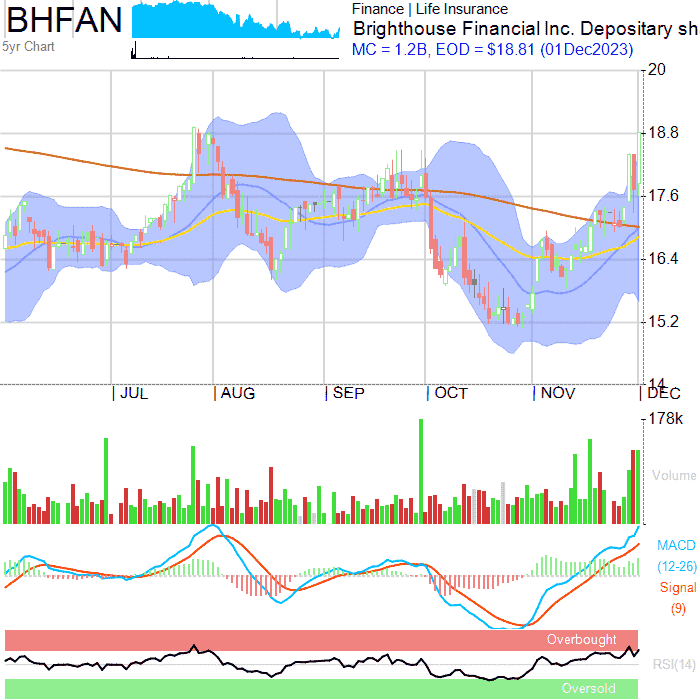 BHFAN
5yr Chart
Finance | Life Insurance
Brighthouse Financial Inc. Depositary sh
MC = 1.2B, EOD = $18.81 (01Dec2023)
20
18.8
17.6
16.4
15.2
14
JUL AUG SEP OCT NOV DEC
178k
Volume
MACD
(12-26)
Signal
(9)
Overbought
RSI(14)
Oversold